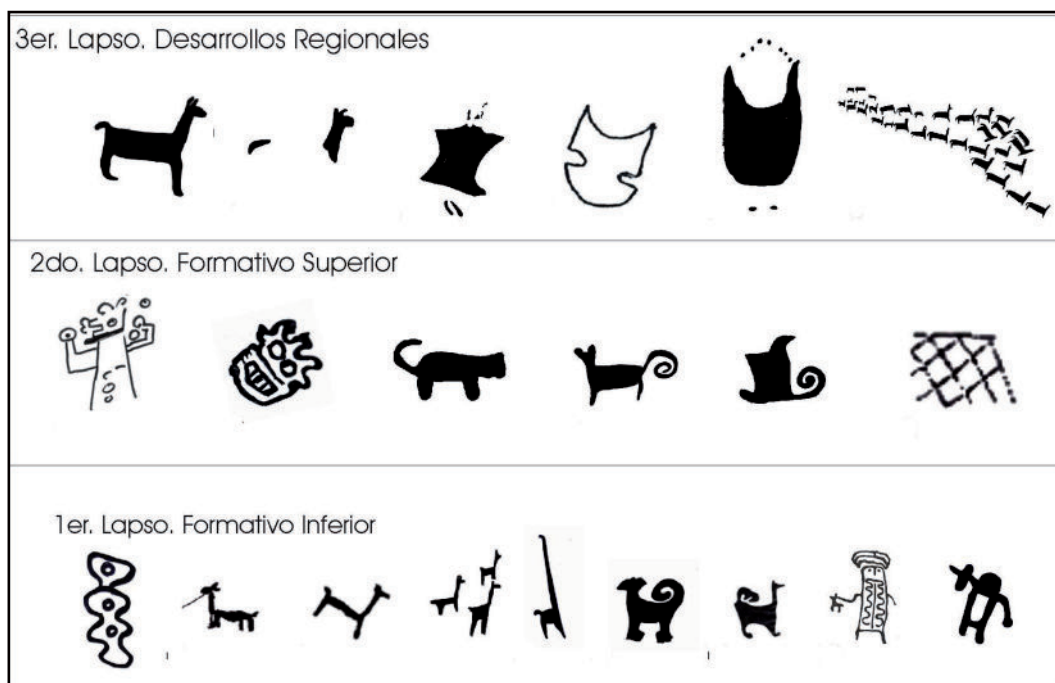 3er. Lapso. Desarrollos Regionales
2do. Lapso. Formativo Superior
1er. Lapso. Formativo Inferior